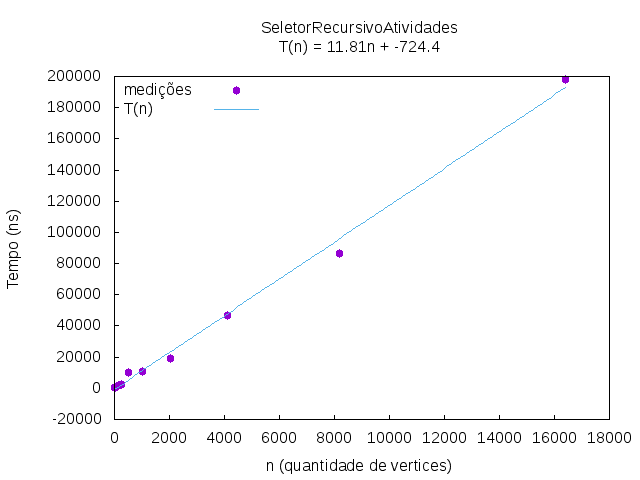 SeletorRecursivoAtividades
T(n) = 11.81n + -724.4
200000
180000
160000
140000
120000
100000
80000
60000
40000
20000
0
-20000
medições
T(n)
Tempo (ns)
0 2000 4000 6000 8000 10000 12000 14000 16000 18000
n (quantidade de vertices)